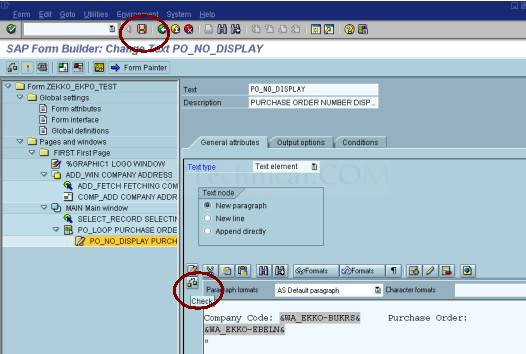 Form Edit Goto Utilities Environment System Help
SAP Form Builder: Change Text PO_NO_DISPLAY
Form Painter
Form ZEKKO_EKPO_TEST
Global settings
Form attributes
Form interface
Global definitions
Pages and windows
FIRST First Page
%GRAPHIC1 LOGO WINDOW
ADD_WIN COMPANY ADDRESS
ADD_FETCH FETCHING COM
COMP_ADD COMPANY ADDR
MAIN Main window
SELECT_RECORD SELECTIN
PO_LOOP PURCHASE ORDE
PO_NO_DISPLAY PURCH
Text PO_NO_DISPLAY
Description PURCHASE ORDER NUMBER DISP...
General attributes Output options Conditions
Text type Text element
Technical.COM
Text node
New paragraph
New line
Append directly
Formats Formats
Paragraph formats AS Default paragraph Character formats
Check
Company Code: &WA_EKKO-BUKRS& Purchase Order:
&WA_EKKO-EBELN&